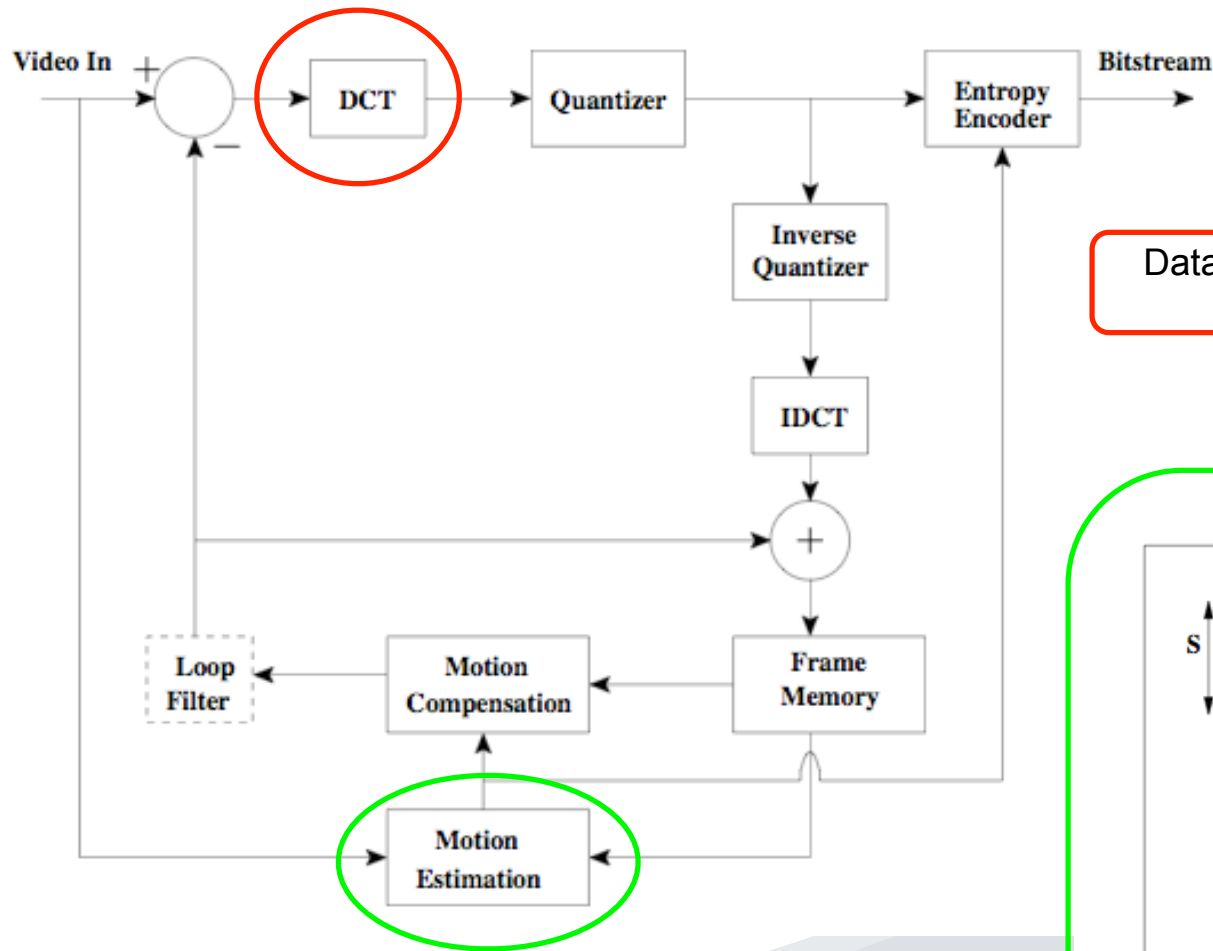 Video In
+
−
DCT
Quantizer
Entropy
Encoder
Bitstream
Inverse
Quantizer
Data
IDCT
+
S
Loop
Filter
Motion
Compensation
Frame
Memory
Motion
Estimation